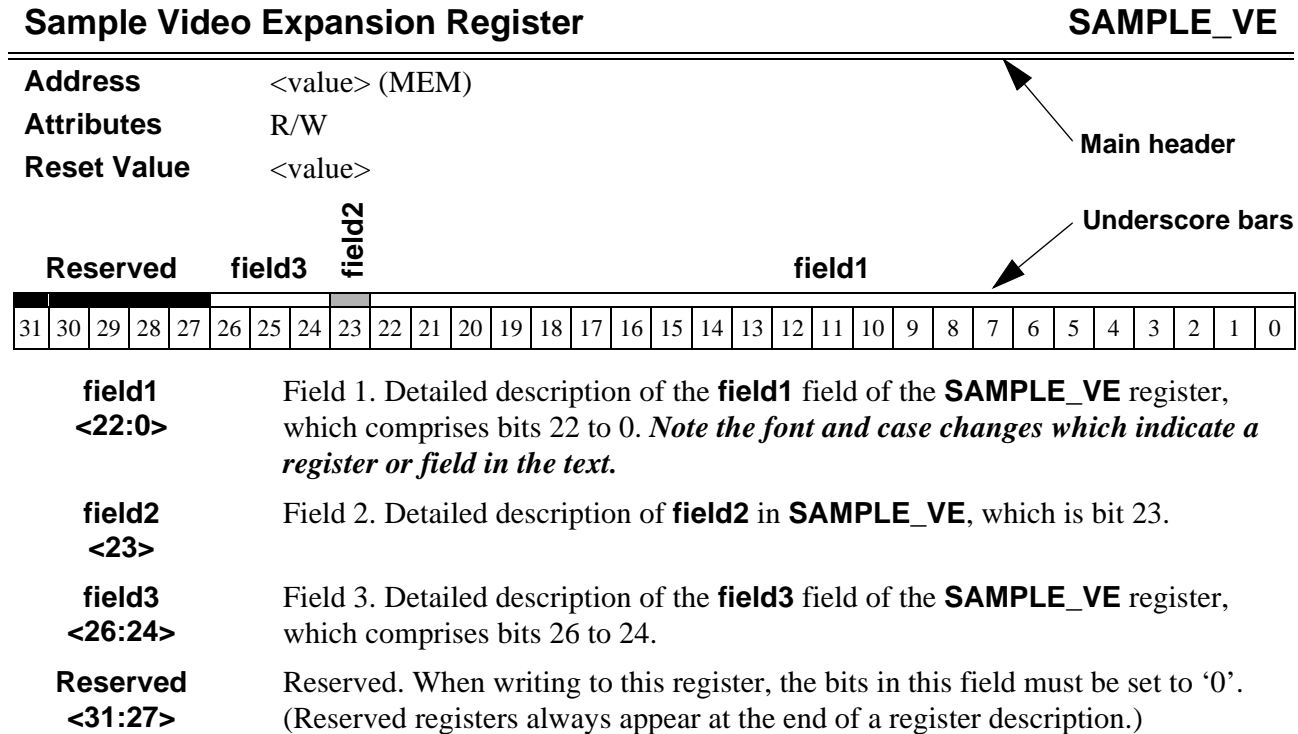 Sample Video Expansion Register SAMPLE_VE
Address <value> (MEM)
Attributes R/W
Main header
Reset Value <value>
Underscore bars
Reserved field3 field2 field1
31 30 29 28 27 26 25 24 23 22 21 20 19 18 17 16 15 14 13 12 11 10 9 8 7 6 5 4 3 2 1 0
field1 Field 1. Detailed description of the field1 field of the SAMPLE_VE register,
<22:0> which comprises bits 22 to 0. Note the font and case changes which indicate a
register or field in the text.
field2 Field 2. Detailed description of field2 in SAMPLE_VE, which is bit 23.
<23>
field3 Field 3. Detailed description of the field3 field of the SAMPLE_VE register,
<26:24> which comprises bits 26 to 24.
Reserved Reserved. When writing to this register, the bits in this field must be set to ‘0’.
<31:27> (Reserved registers always appear at the end of a register description.)